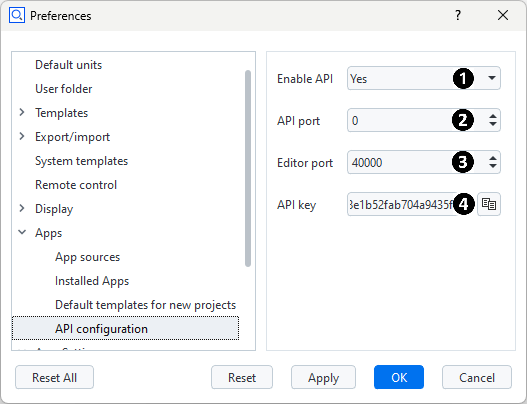 Preferences
?
Default units
User folder
Templates
Export/import
System templates
Remote control
Display
Apps
App sources
Installed Apps
Default templates for new projects
API configuration
Enable API Yes 1
API port 0 2
Editor port 40000 3
API key 3e1b52fab704a9435f 4
Reset All Reset Apply OK Cancel